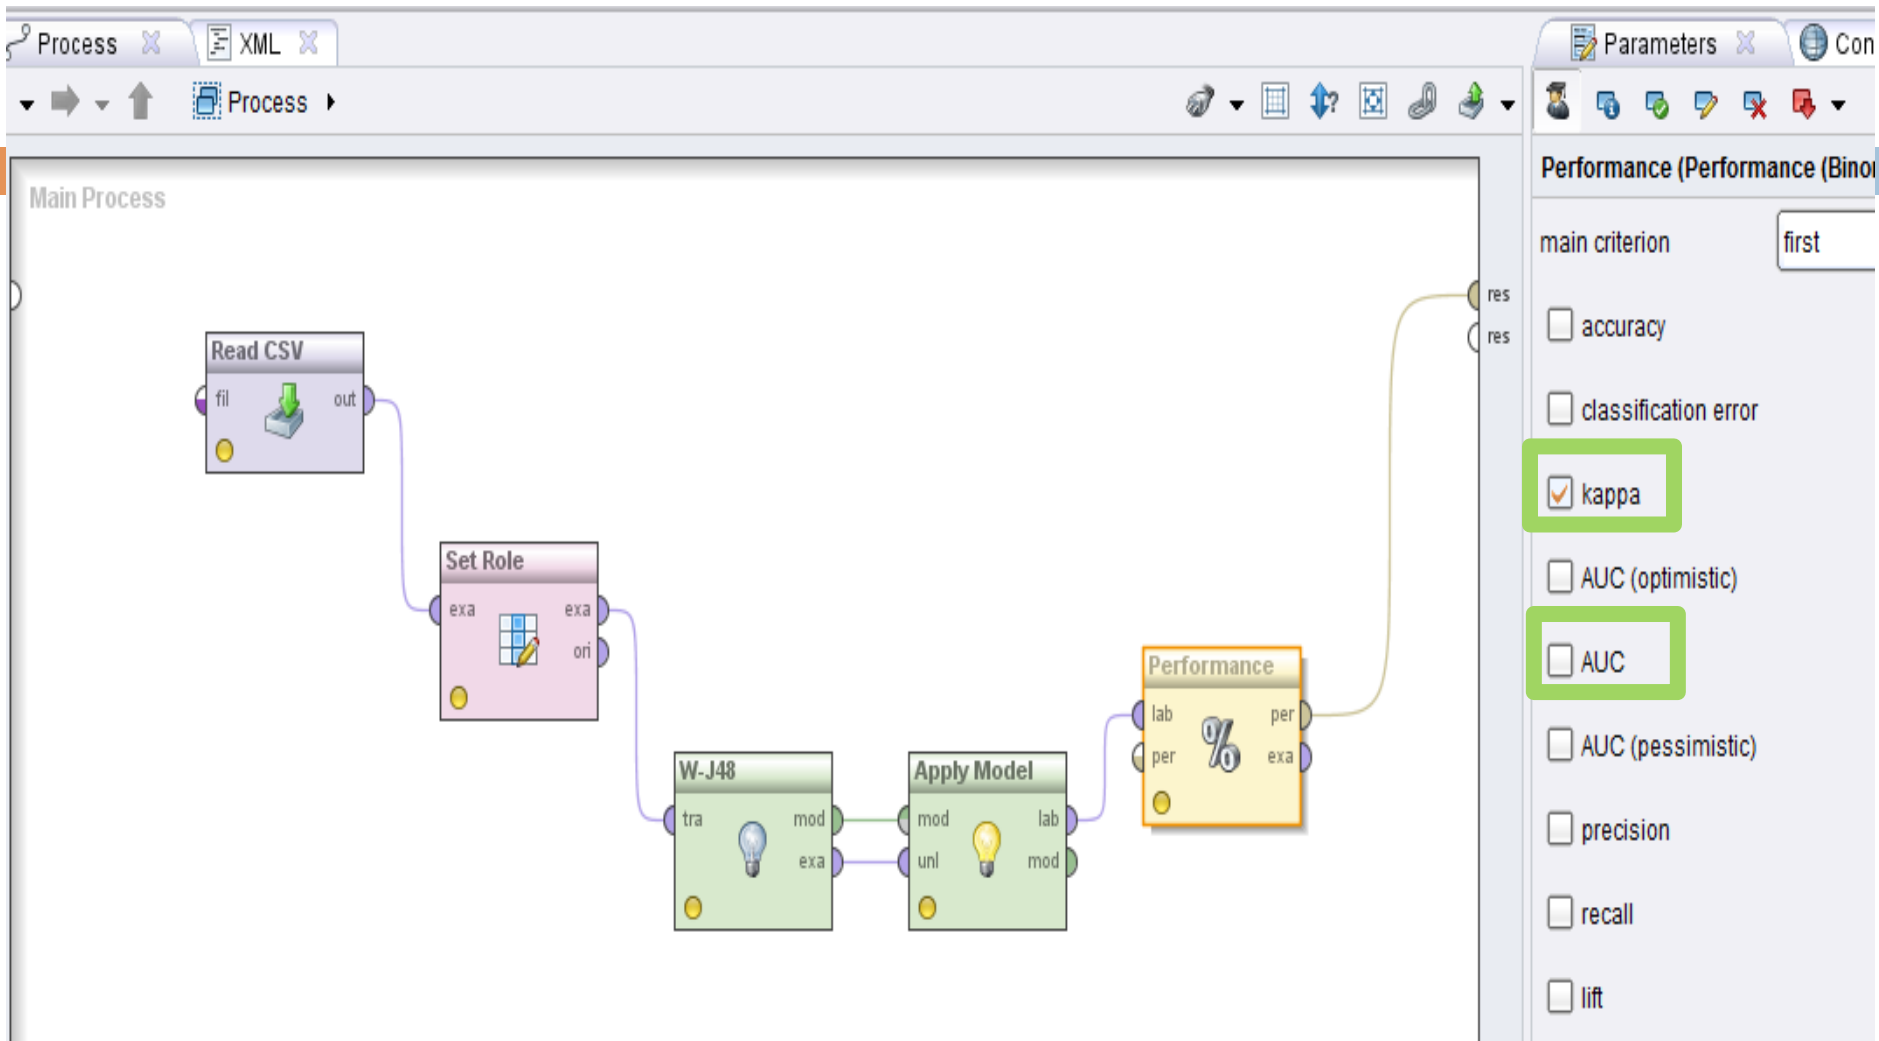 Process
XML
Parameters
Con
Process
Performance (Performance (Bino
Main Process
main criterion
first
res
res
accuracy
Read CSV
fil
out
classification error
kappa
Set Role
exa
exa
ori
AUC (optimistic)
AUC
Performance
lab
per
per
exa
AUC (pessimistic)
W-J48
tra
mod
exa
Apply Model
mod
lab
unl
mod
precision
recall
lift